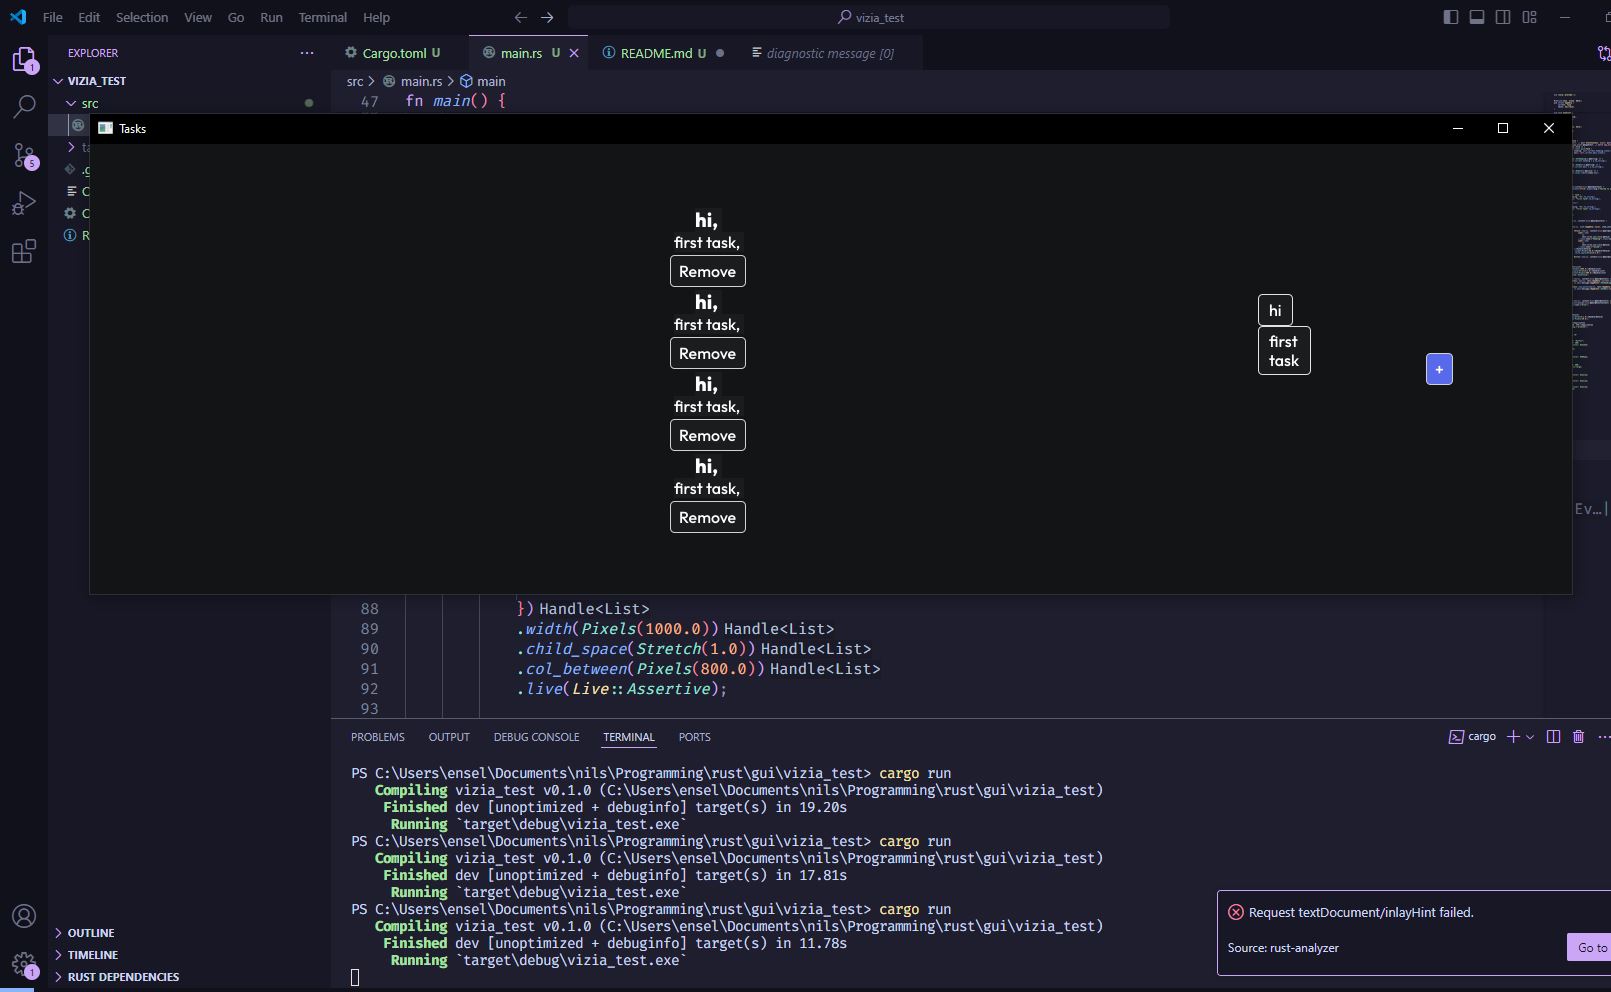 File Edit Selection View Go Run Terminal Help
vizia_test
EXPLORER
1
VIZIA_TEST
src
Cargo.toml U
main.rs U
README.md U
diagnostic message [0]
src > main.rs > main
47 fn main() {
Tasks
5
C
C
R
hi,
first task,
Remove
hi,
first task,
Remove
hi,
first task,
Remove
hi,
first task,
Remove
hi
first
task
+
Ev…
88 }) Handle<List>
89 .width(Pixels(1000.0)) Handle<List>
90 .child_space(Stretch(1.0)) Handle<List>
91 .col_between(Pixels(800.0)) Handle<List>
92 .live(Live::Assertive);
93
PROBLEMS OUTPUT DEBUG CONSOLE TERMINAL PORTS
cargo
PS C:\Users\ensel\Documents\nils\Programming\rust\gui\vizia_test> cargo run
Compiling vizia_test v0.1.0 (C:\Users\ensel\Documents\nils\Programming\rust\gui\vizia_test)
Finished dev [unoptimized + debuginfo] target(s) in 19.20s
Running `target\debug\vizia_test.exe`
PS C:\Users\ensel\Documents\nils\Programming\rust\gui\vizia_test> cargo run
Compiling vizia_test v0.1.0 (C:\Users\ensel\Documents\nils\Programming\rust\gui\vizia_test)
Finished dev [unoptimized + debuginfo] target(s) in 17.81s
Running `target\debug\vizia_test.exe`
PS C:\Users\ensel\Documents\nils\Programming\rust\gui\vizia_test> cargo run
Compiling vizia_test v0.1.0 (C:\Users\ensel\Documents\nils\Programming\rust\gui\vizia_test)
Finished dev [unoptimized + debuginfo] target(s) in 11.78s
Running `target\debug\vizia_test.exe`
Request textDocument/inlayHint failed.
Source: rust-analyzer
Go to
OUTLINE
TIMELINE
1
RUST DEPENDENCIES